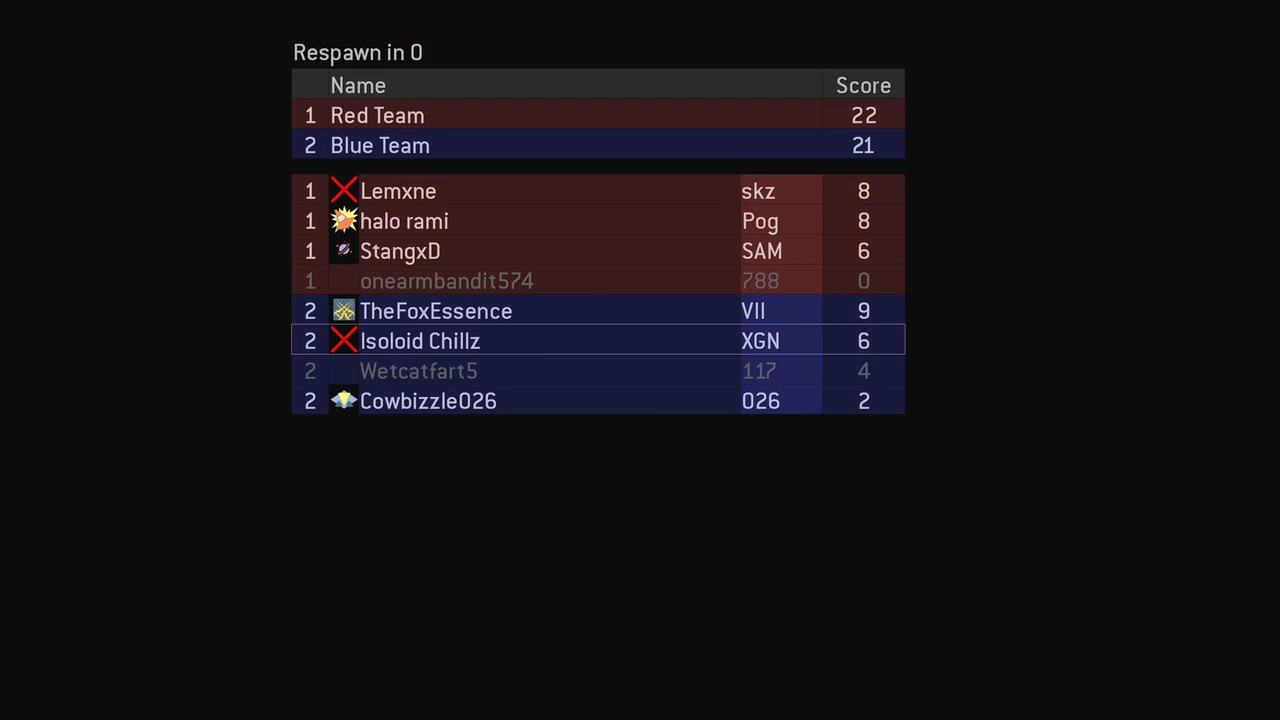 Respawn in 0
Name Score
1 Red Team 22
2 Blue Team 21
1 Lemxne skz 8
1 halo rami Pog 8
1 StangxD SAM 6
1 onearmbandit574 788 0
2 TheFoxEssence VII 9
2 Isoloid Chillz XGN 6
2 Wetcatfart5 117 4
2 Cowbizzle026 026 2